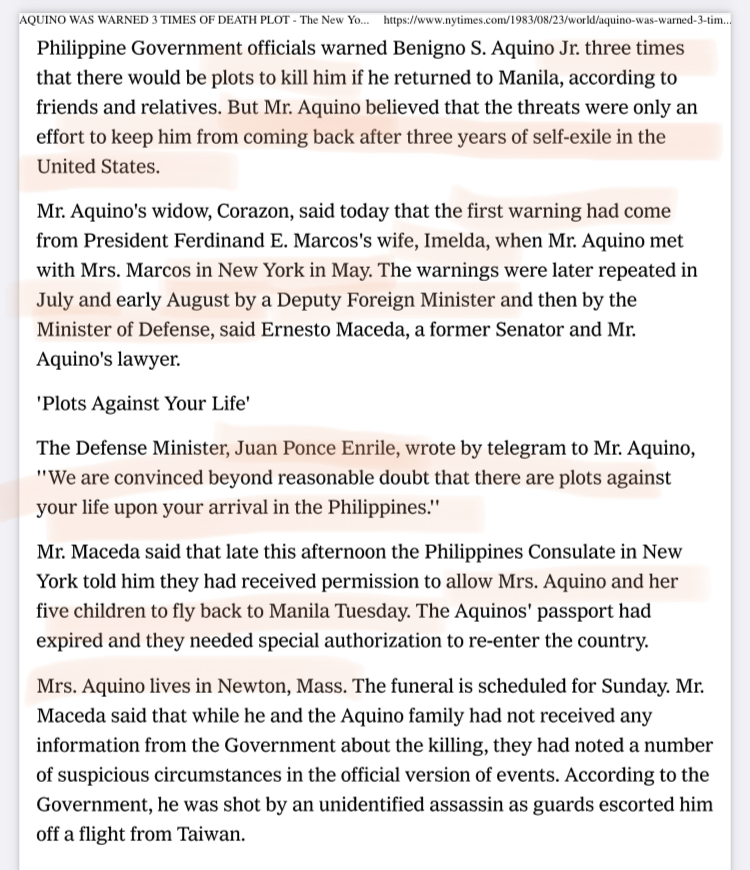 AQUINO WAS WARNED 3 TIMES OF DEATH PLOT - The New Yo... https://www.nytimes.com/1983/08/23/world/aquino-was-warned-3-tim...
Philippine Government officials warned Benigno S. Aquino Jr. three times
that there would be plots to kill him if he returned to Manila, according to
friends and relatives. But Mr. Aquino believed that the threats were only an
effort to keep him from coming back after three years of self-exile in the
United States.
Mr. Aquino's widow, Corazon, said today that the first warning had come
from President Ferdinand E. Marcos's wife, Imelda, when Mr. Aquino met
with Mrs. Marcos in New York in May. The warnings were later repeated in
July and early August by a Deputy Foreign Minister and then by the
Minister of Defense, said Ernesto Maceda, a former Senator and Mr.
Aquino's lawyer.
'Plots Against Your Life'
The Defense Minister, Juan Ponce Enrile, wrote by telegram to Mr. Aquino,
''We are convinced beyond reasonable doubt that there are plots against
your life upon your arrival in the Philippines.''
Mr. Maceda said that late this afternoon the Philippines Consulate in New
York told him they had received permission to allow Mrs. Aquino and her
five children to fly back to Manila Tuesday. The Aquinos' passport had
expired and they needed special authorization to re-enter the country.
Mrs. Aquino lives in Newton, Mass. The funeral is scheduled for Sunday. Mr.
Maceda said that while he and the Aquino family had not received any
information from the Government about the killing, they had noted a number
of suspicious circumstances in the official version of events. According to the
Government, he was shot by an unidentified assassin as guards escorted him
off a flight from Taiwan.